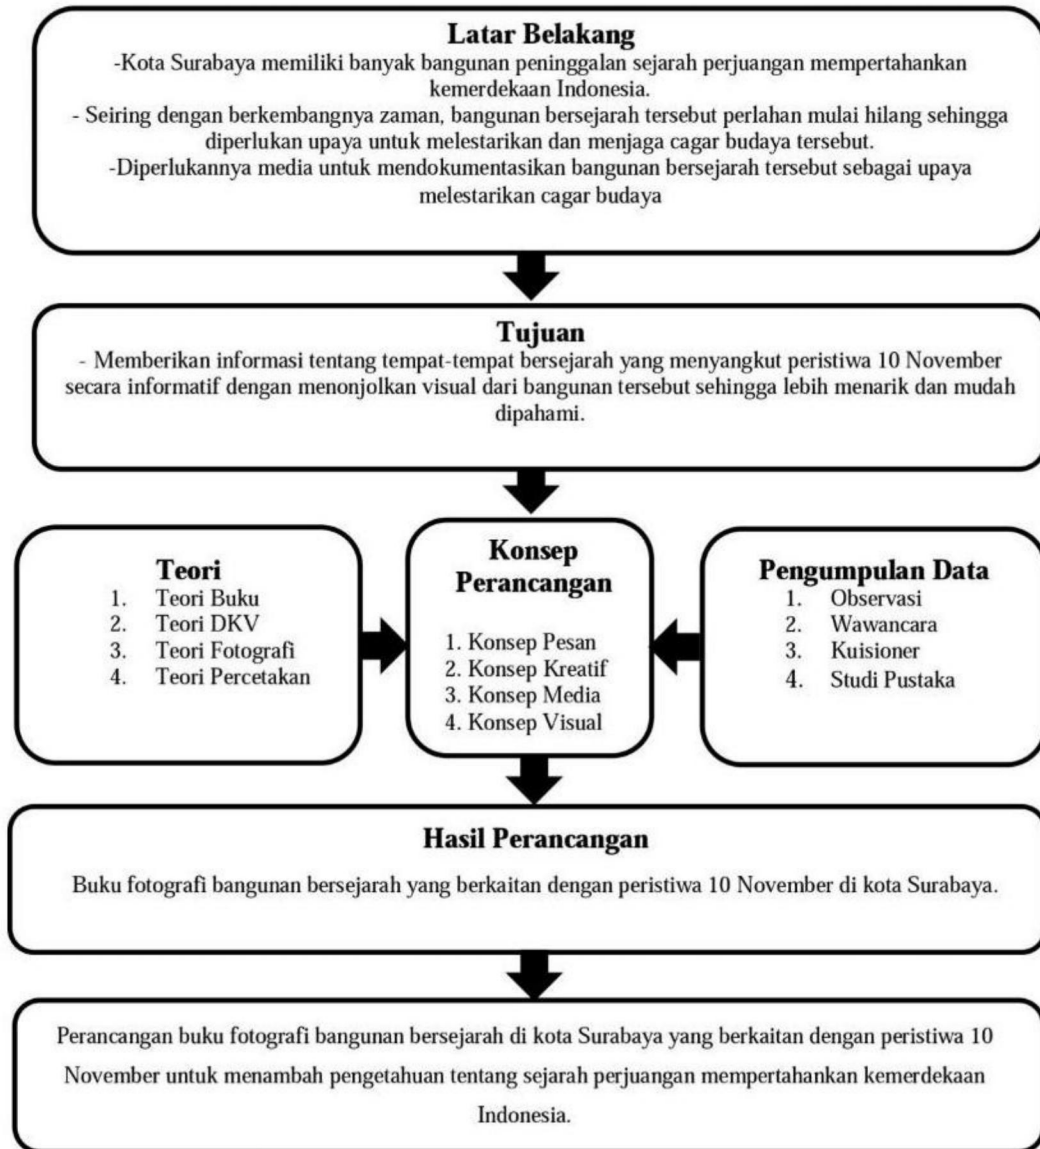 Latar Belakang
-Kota Surabaya memiliki banyak bangunan peninggalan sejarah perjuangan mempertahankan
kemerdekaan Indonesia.
- Seiring dengan berkembangnya zaman, bangunan bersejarah tersebut perlahan mulai hilang sehingga
diperlukan upaya untuk melestarikan dan menjaga cagar budaya tersebut.
-Diperlukannya media untuk mendokumentasikan bangunan bersejarah tersebut sebagai upaya
melestarikan cagar budaya
Tujuan
- Memberikan informasi tentang tempat-tempat bersejarah yang menyangkut peristiwa 10 November
secara informatif dengan menonjolkan visual dari bangunan tersebut sehingga lebih menarik dan mudah
dipahami.
Teori
1. Teori Buku
2. Teori DKV
3. Teori Fotografi
4. Teori Percetakan
Konsep
Perancangan
1. Konsep Pesan
2. Konsep Kreatif
3. Konsep Media
4. Konsep Visual
Pengumpulan Data
1. Observasi
2. Wawancara
3. Kuisioner
4. Studi Pustaka
Hasil Perancangan
Buku fotografi bangunan bersejarah yang berkaitan dengan peristiwa 10 November di kota Surabaya.
Perancangan buku fotografi bangunan bersejarah di kota Surabaya yang berkaitan dengan peristiwa 10
November untuk menambah pengetahuan tentang sejarah perjuangan mempertahankan kemerdekaan
Indonesia.